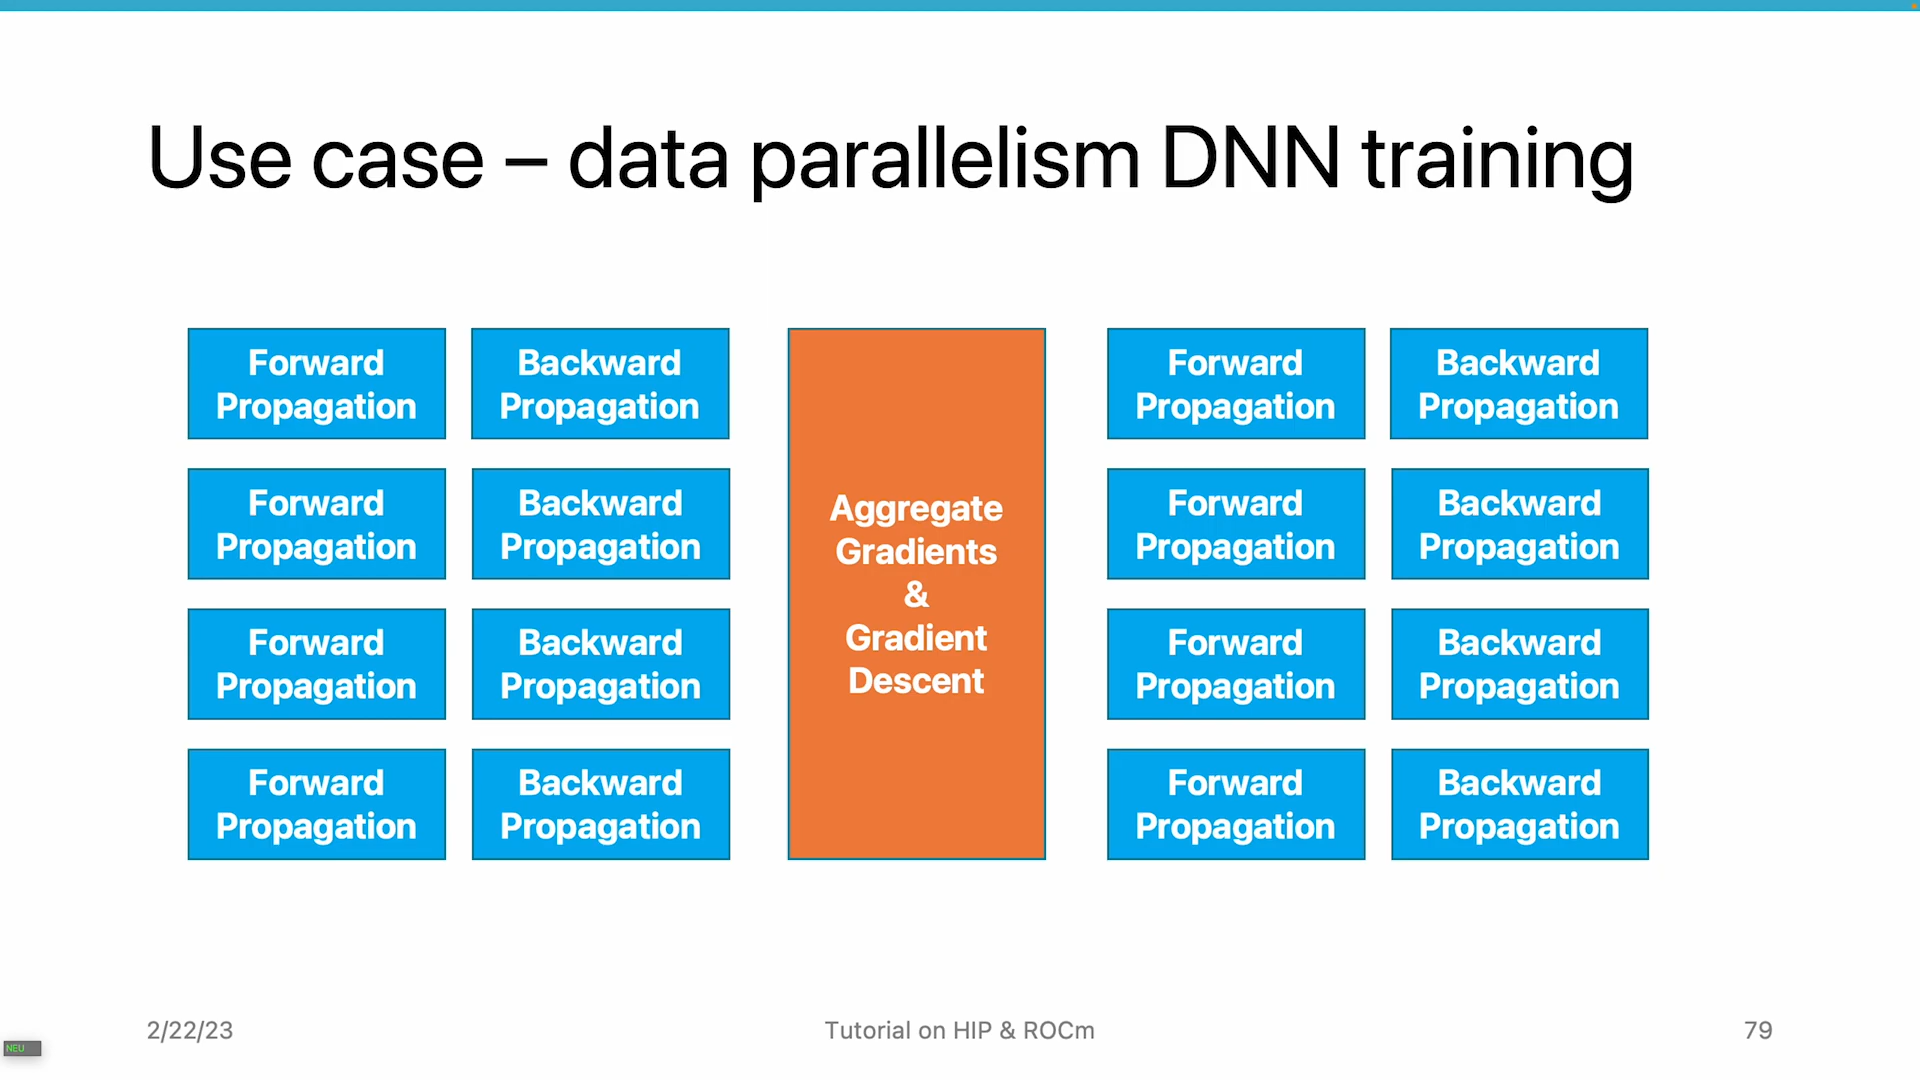 Use case – data parallelism DNN training
Forward
Propagation
Backward
Propagation
Forward
Propagation
Backward
Propagation
Forward
Propagation
Backward
Propagation
Forward
Propagation
Backward
Propagation
Aggregate
Gradients
&
Gradient
Descent
Forward
Propagation
Backward
Propagation
Forward
Propagation
Backward
Propagation
Forward
Propagation
Backward
Propagation
Forward
Propagation
Backward
Propagation
2/22/23
Tutorial on HIP & ROCm
79
NEU